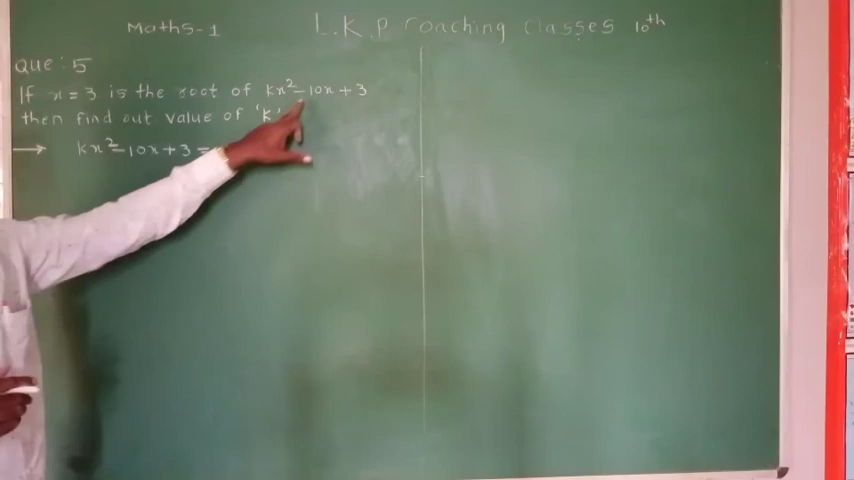 Maths-1
L.K.P Coaching Classes 10th
Que: 5
If x = 3 is the root of kx²-10x+3
then find out value of 'K'
→ kx²-10x+3 =